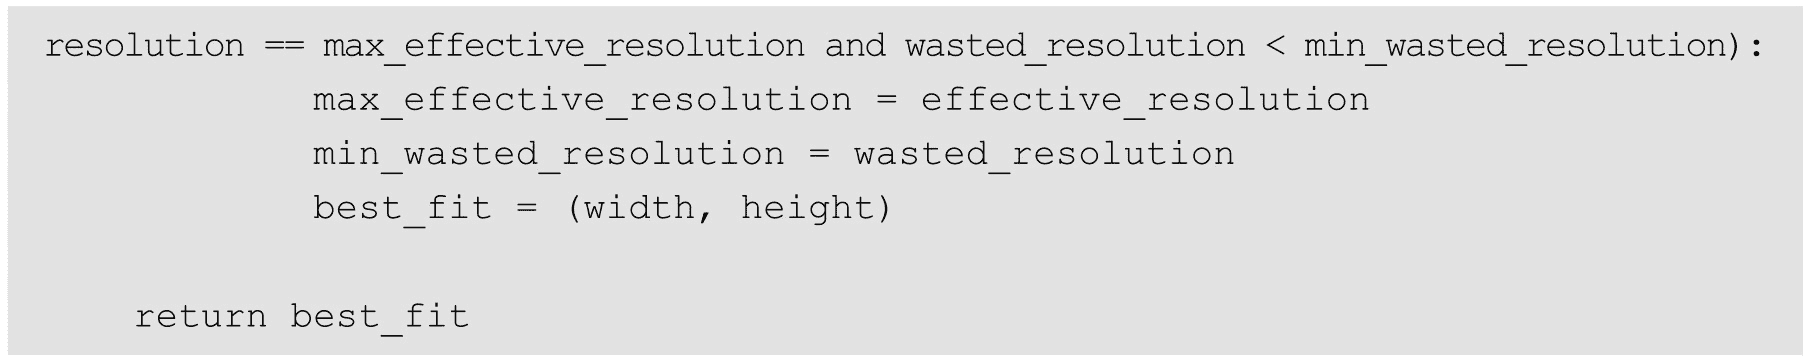 resolution == max_effective_resolution and wasted_resolution < min_wasted_resolution):
            max_effective_resolution = effective_resolution
            min_wasted_resolution = wasted_resolution
            best_fit = (width, height)

    return best_fit